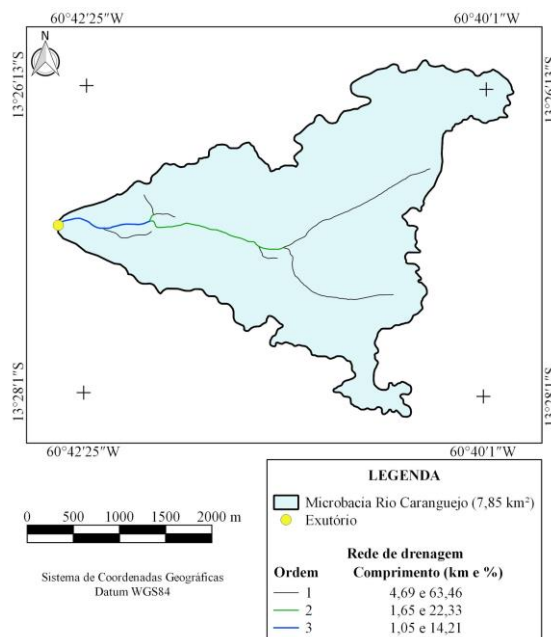 60°42'25"W 60°40'1"W
N
13°26'13"S 13°26'13"S
13°28'1"S 13°28'1"S
60°42'25"W 60°40'1"W
LEGENDA
Microbacia Rio Caranguejo (7,85 km²)
Exutório
0 500 1000 1500 2000 m
Sistema de Coordenadas Geográficas
Datum WGS84
Rede de drenagem
Ordem Comprimento (km e %)
1 4,69 e 63,46
2 1,65 e 22,33
3 1,05 e 14,21